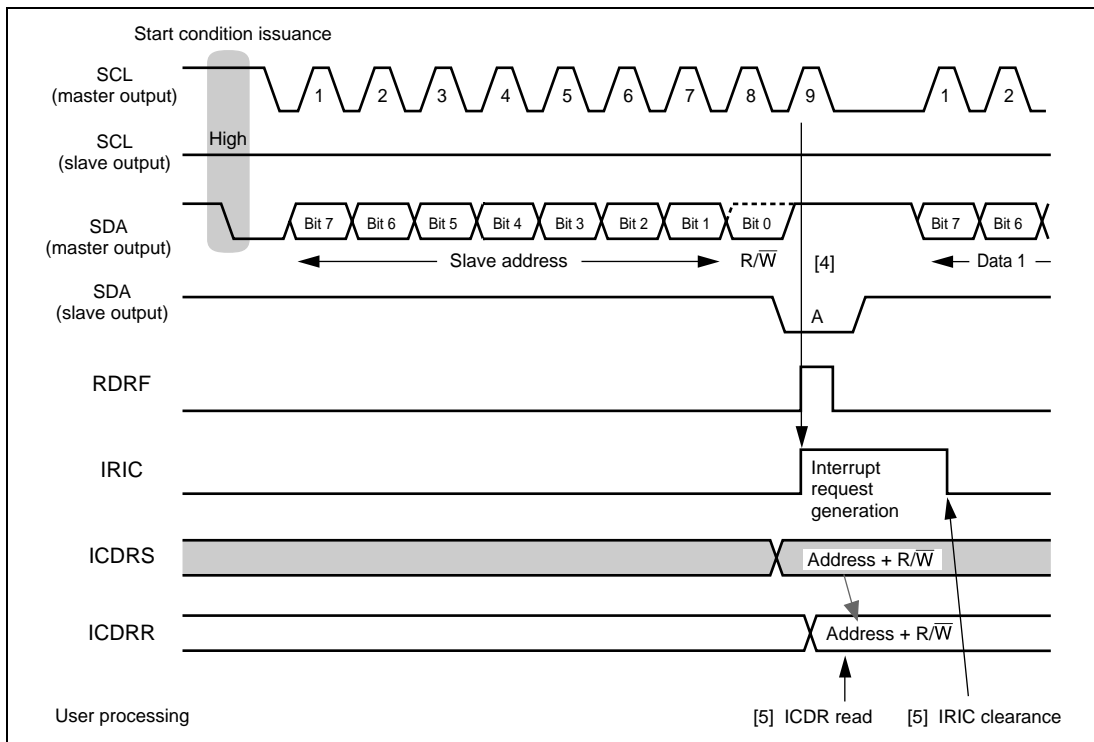 Start condition issuance
SCL
(master output)
1 2 3 4 5 6 7 8 9 1 2
SCL
(slave output)
High
SDA
(master output)
Bit 7 Bit 6 Bit 5 Bit 4 Bit 3 Bit 2 Bit 1 Bit 0 Bit 7 Bit 6
Slave address R/W̅ [4] Data 1
SDA
(slave output)
A
RDRF
IRIC
Interrupt
request
generation
ICDRS
Address + R/W̅
ICDRR
Address + R/W̅
User processing [5] ICDR read [5] IRIC clearance